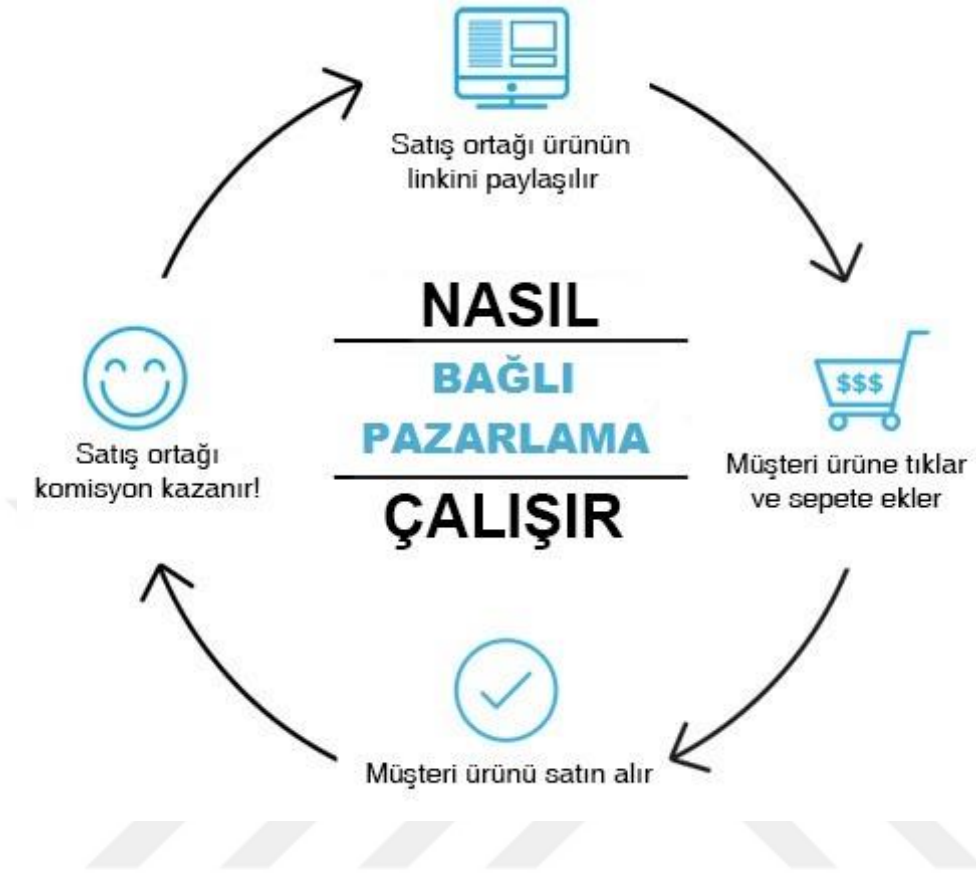 Satış ortağı ürünün
linkini paylaşılır
NASIL
BAĞLI
PAZARLAMA
ÇALIŞIR
$$$
Müşteri ürüne tıklar
ve sepete ekler
Müşteri ürünü satın alır
Satış ortağı
komisyon kazanır!